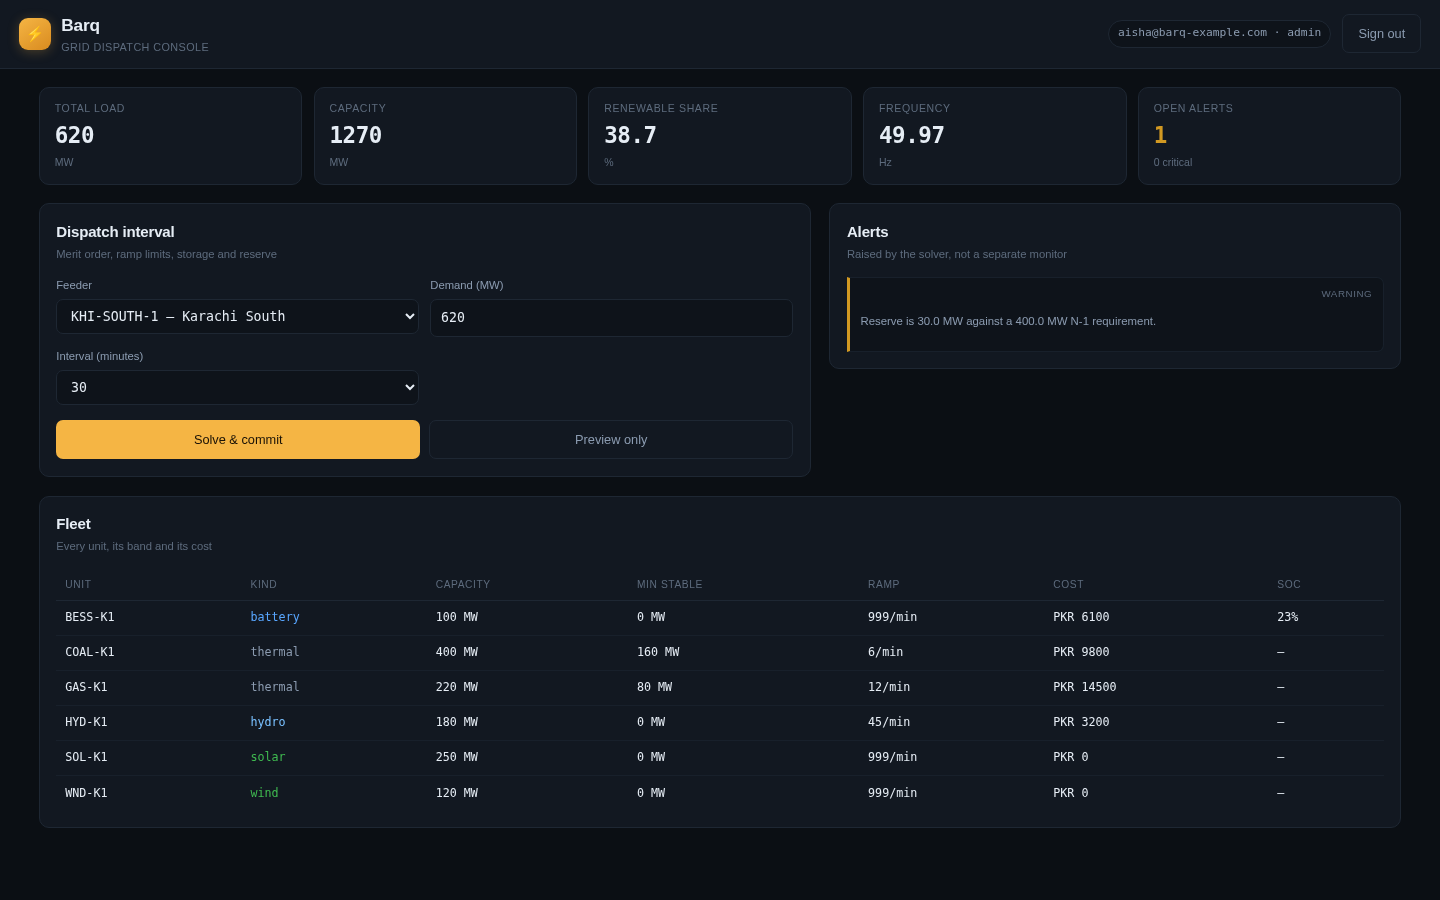 ⚡ Barq
GRID DISPATCH CONSOLE
aisha@barq-example.com · admin
Sign out
TOTAL LOAD
620
MW
CAPACITY
1270
MW
RENEWABLE SHARE
38.7
%
FREQUENCY
49.97
Hz
OPEN ALERTS
1
0 critical
Dispatch interval
Merit order, ramp limits, storage and reserve
Feeder
Demand (MW)
KHI-SOUTH-1 — Karachi South
620
Interval (minutes)
30
Solve & commit
Preview only
Alerts
Raised by the solver, not a separate monitor
WARNING
Reserve is 30.0 MW against a 400.0 MW N-1 requirement.
Fleet
Every unit, its band and its cost
UNIT KIND CAPACITY MIN STABLE RAMP COST SOC
BESS-K1 battery 100 MW 0 MW 999/min PKR 6100 23%
COAL-K1 thermal 400 MW 160 MW 6/min PKR 9800 —
GAS-K1 thermal 220 MW 80 MW 12/min PKR 14500 —
HYD-K1 hydro 180 MW 0 MW 45/min PKR 3200 —
SOL-K1 solar 250 MW 0 MW 999/min PKR 0 —
WND-K1 wind 120 MW 0 MW 999/min PKR 0 —